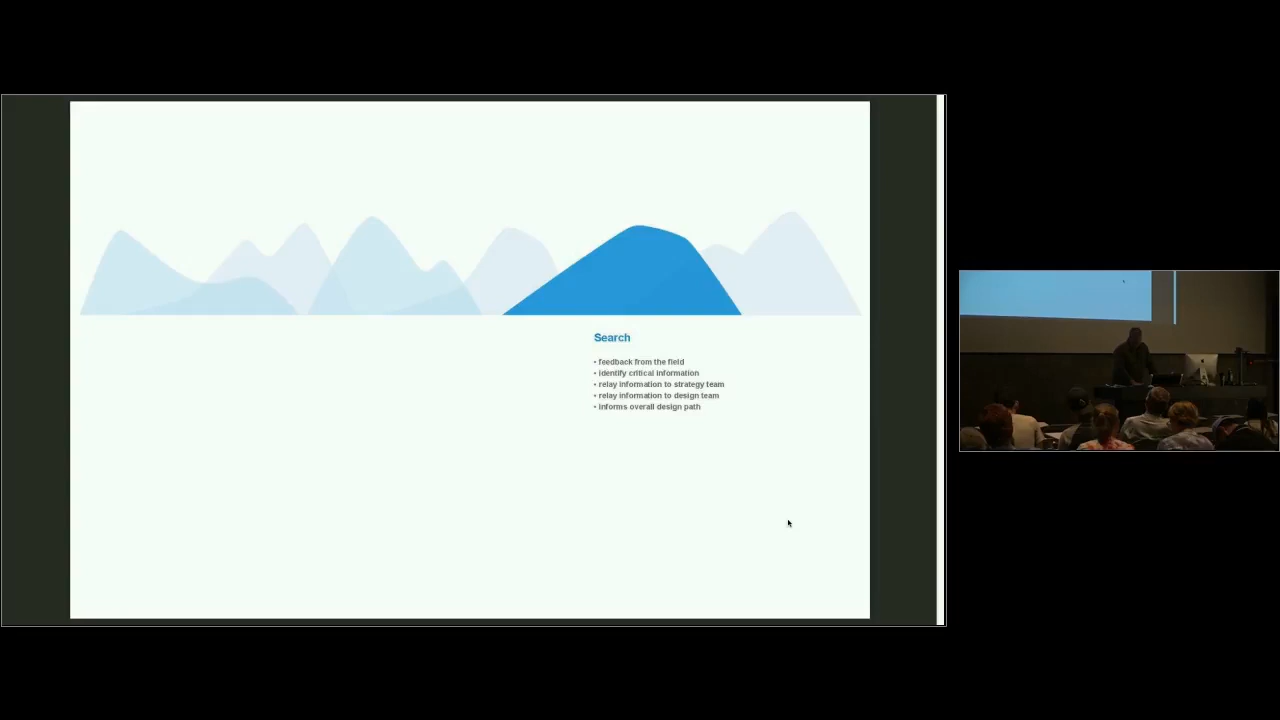 Search
• feedback from the field
• identify critical information
• relay information to strategy team
• relay information to design team
• informs overall design path